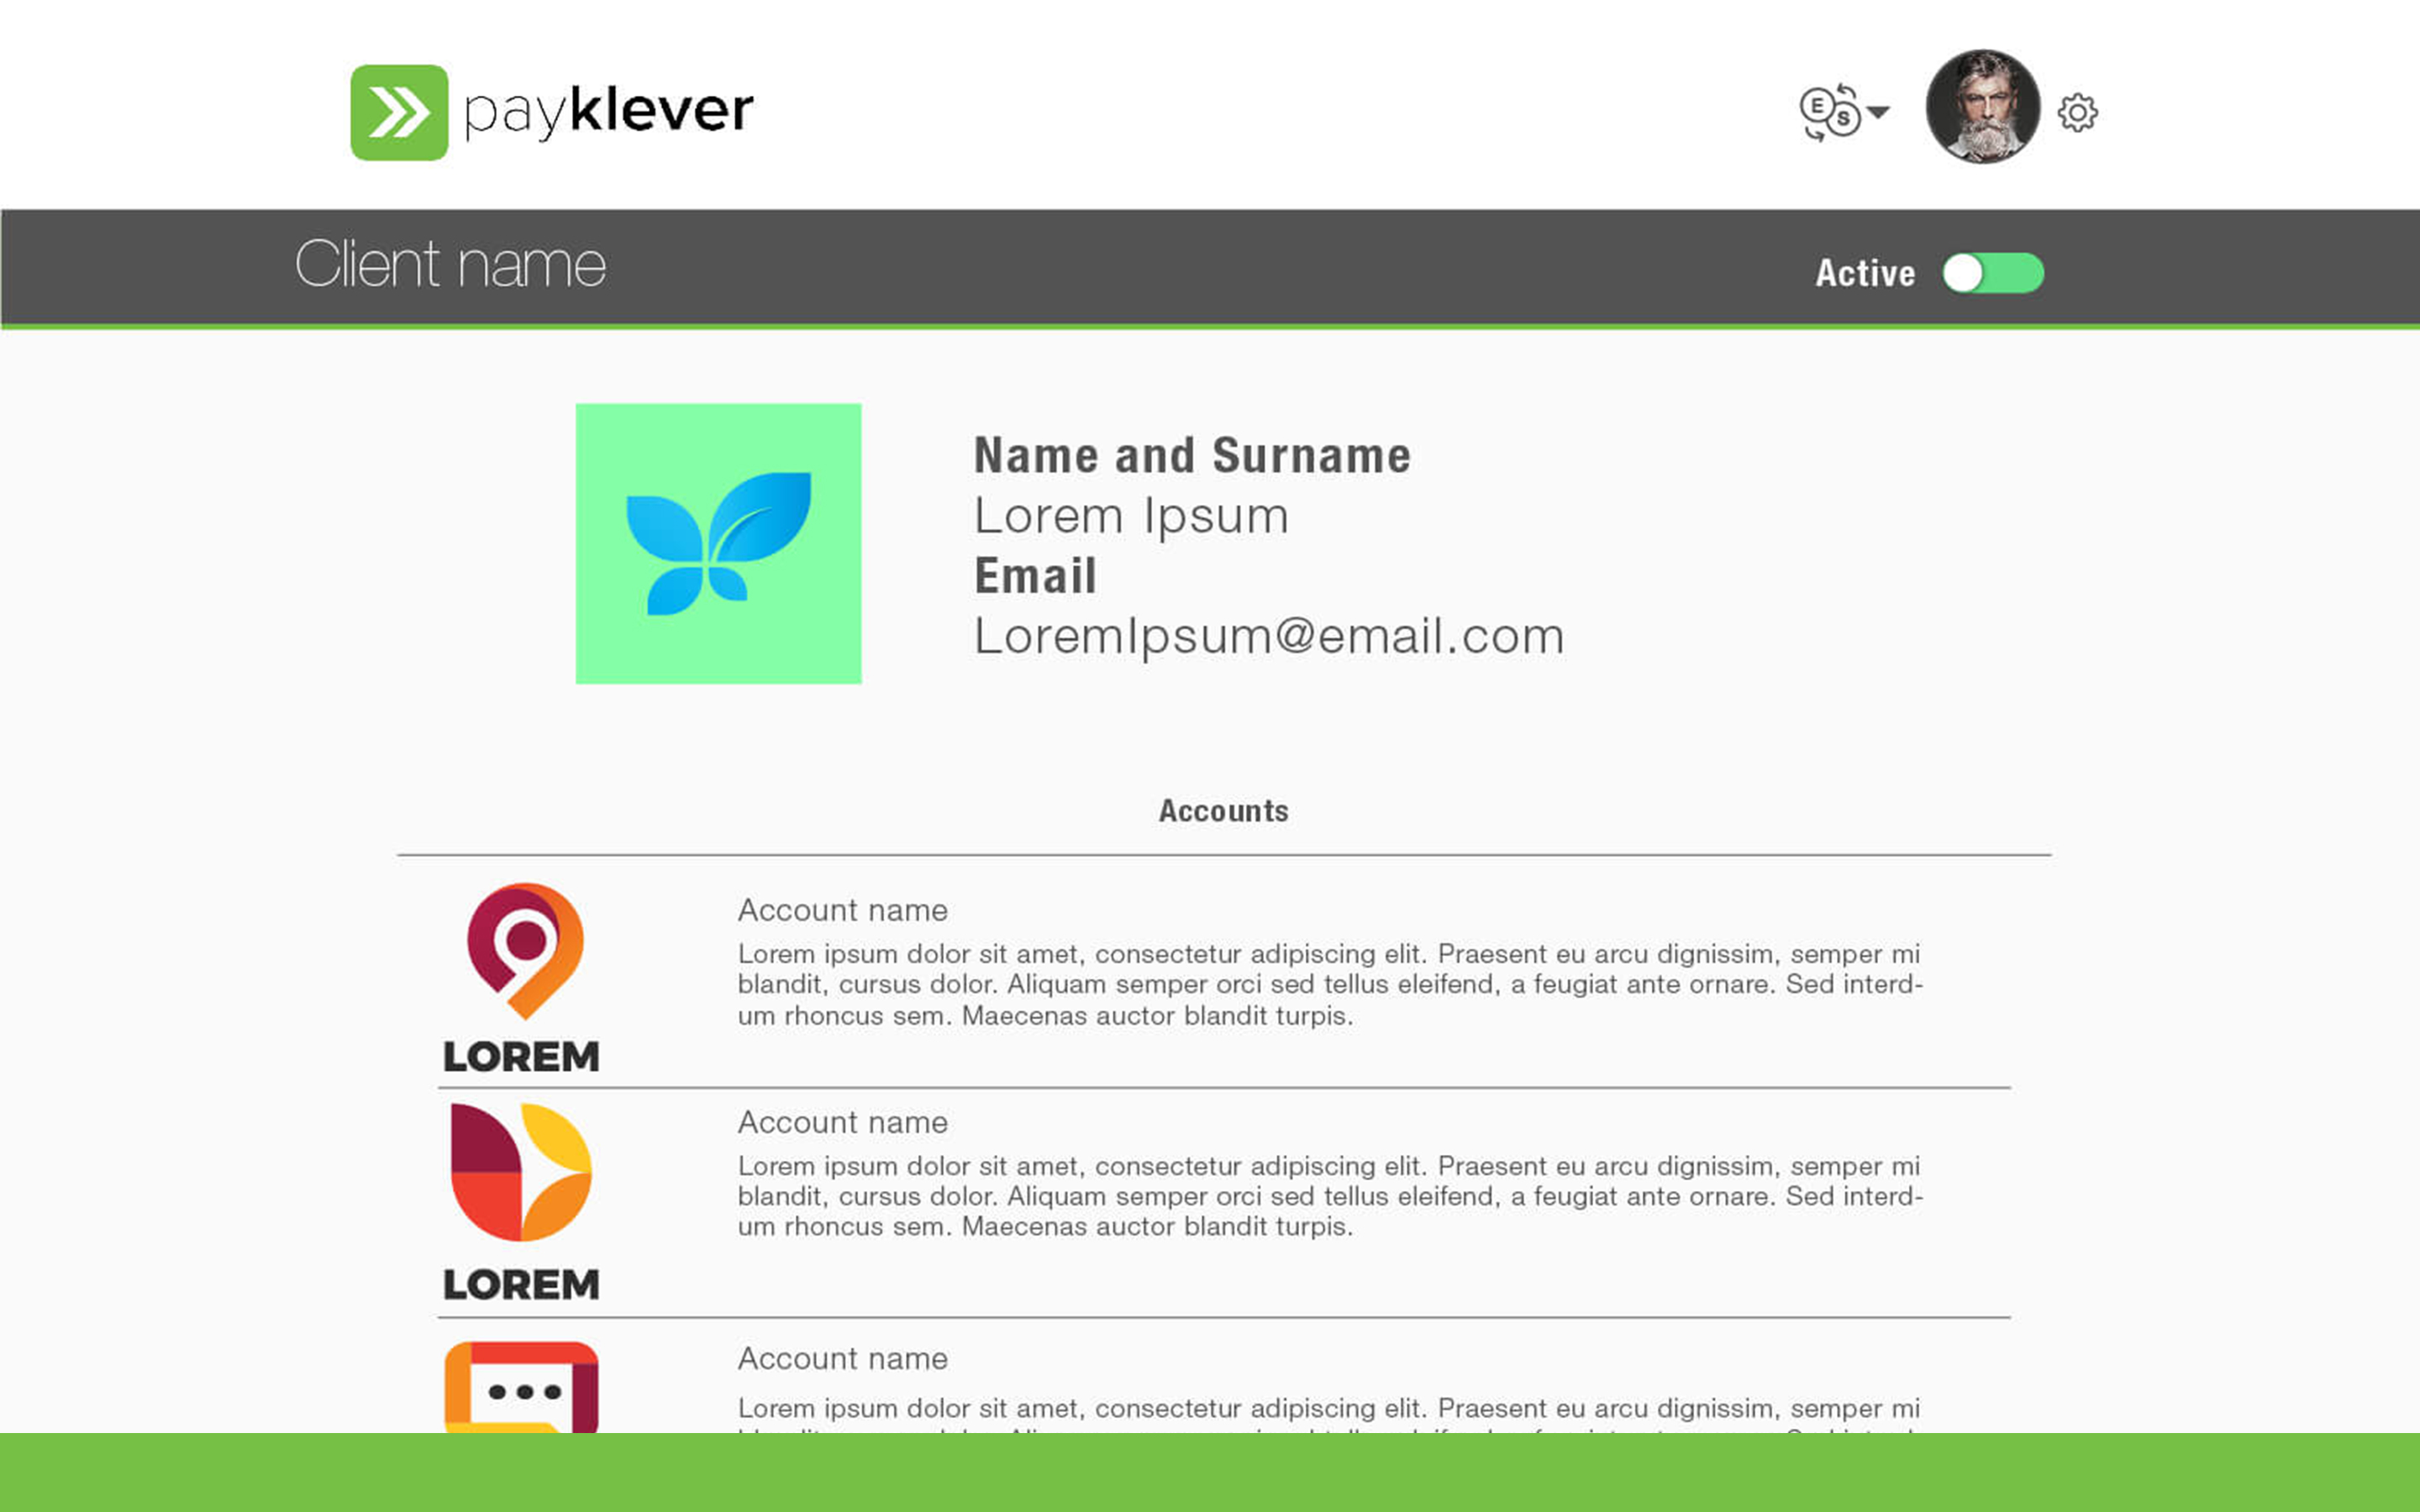 payklever
E
S
Client name
Active
Name and Surname
Lorem Ipsum
Email
LoremIpsum@email.com
Accounts
Account name
Lorem ipsum dolor sit amet, consectetur adipiscing elit. Praesent eu arcu dignissim, semper mi
blandit, cursus dolor. Aliquam semper orci sed tellus eleifend, a feugiat ante ornare. Sed interd-
um rhoncus sem. Maecenas auctor blandit turpis.
LOREM
Account name
Lorem ipsum dolor sit amet, consectetur adipiscing elit. Praesent eu arcu dignissim, semper mi
blandit, cursus dolor. Aliquam semper orci sed tellus eleifend, a feugiat ante ornare. Sed interd-
um rhoncus sem. Maecenas auctor blandit turpis.
LOREM
Account name
Lorem ipsum dolor sit amet, consectetur adipiscing elit. Praesent eu arcu dignissim, semper mi